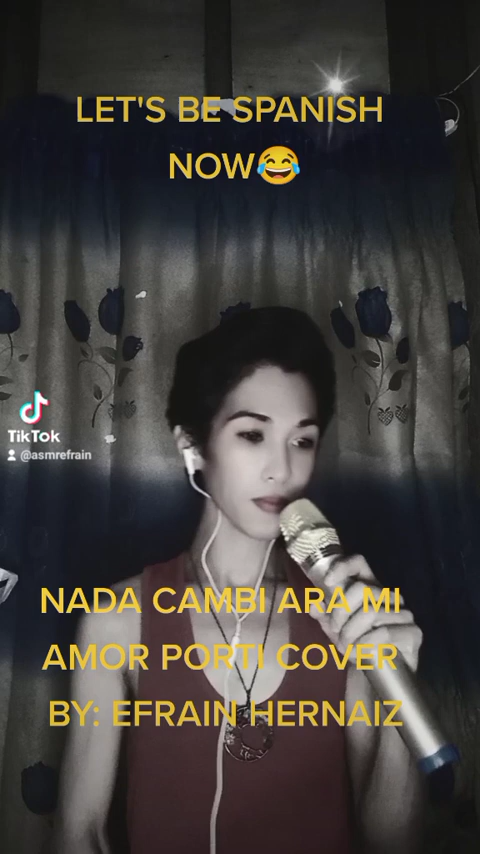 LET'S BE SPANISH
NOW😂
TikTok
@asmrefrain
NADA CAMBI ARA MI
AMOR PORTI COVER
BY: EFRAIN HERNAIZ